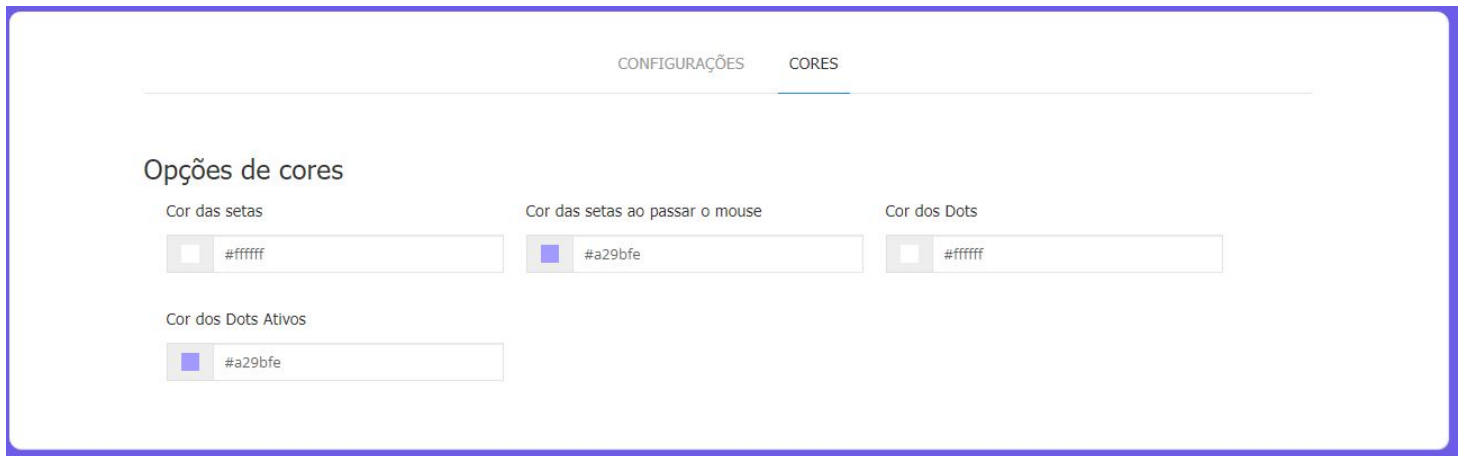 CONFIGURAÇÕES CORES
Opções de cores
Cor das setas Cor das setas ao passar o mouse Cor dos Dots
#ffffff #a29bfe #ffffff
Cor dos Dots Ativos
#a29bfe